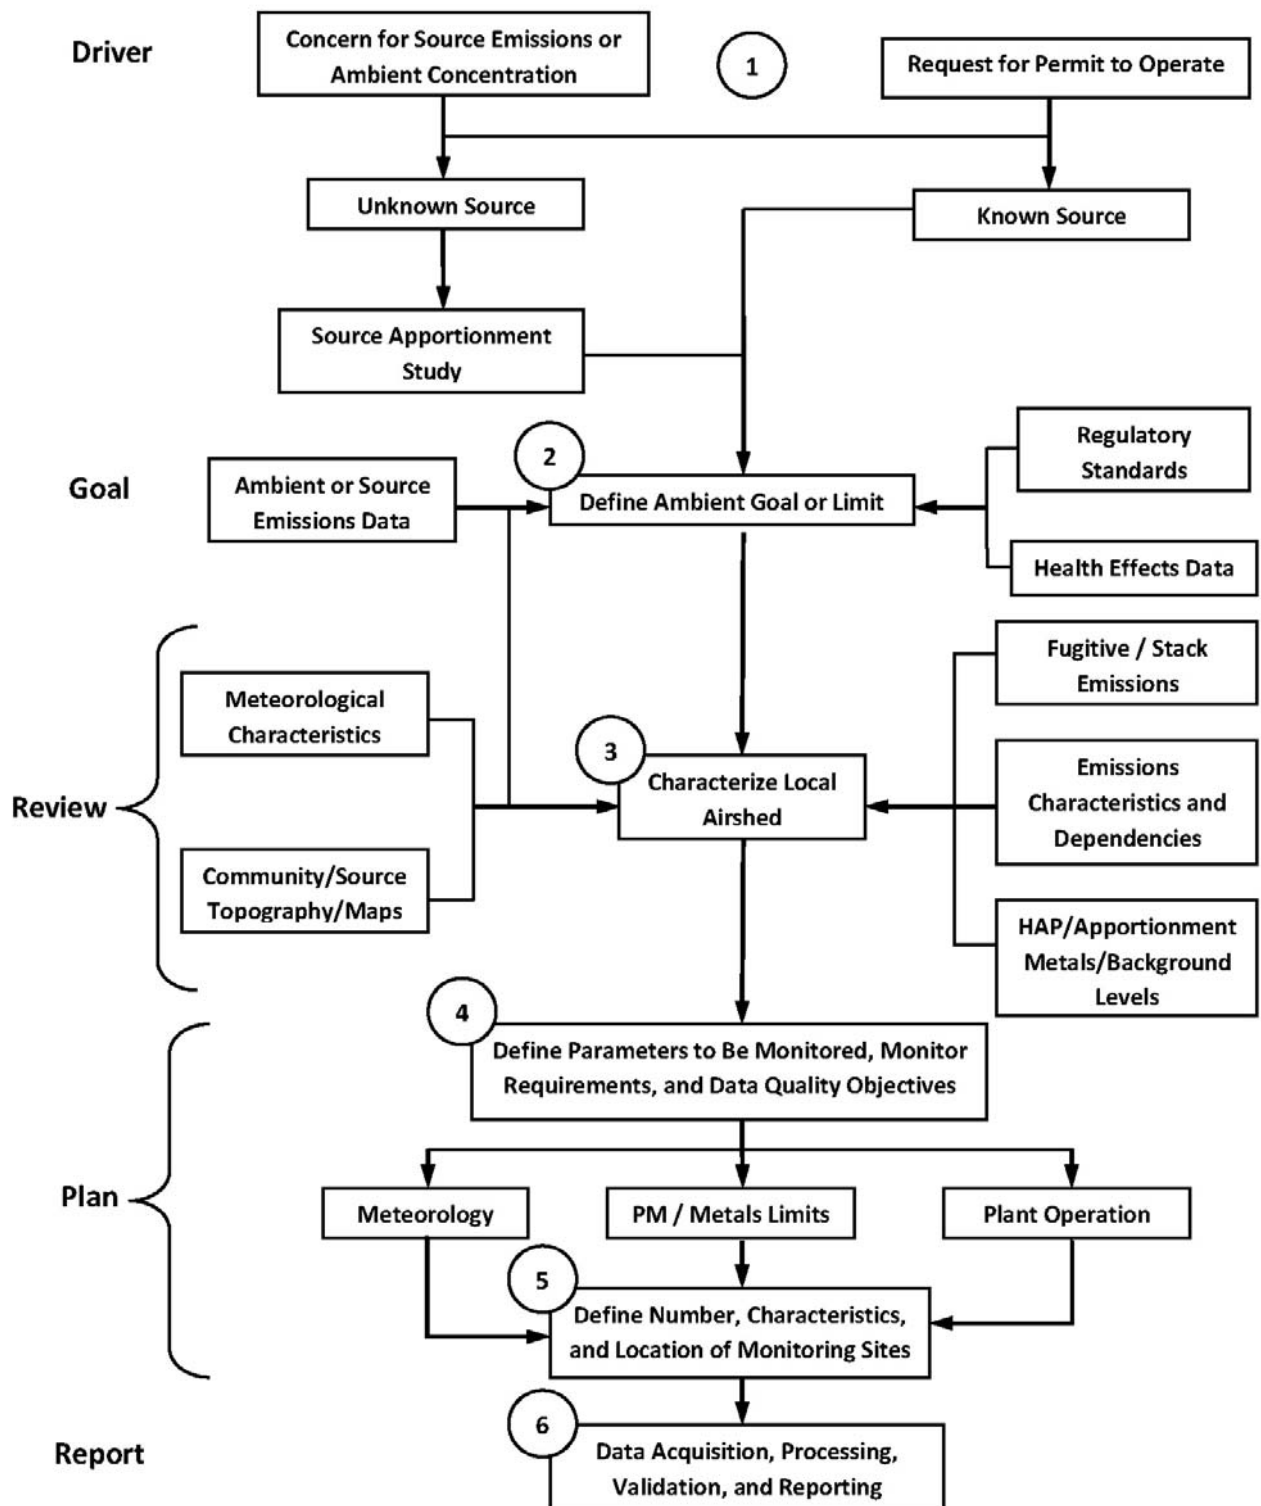 Driver
Concern for Source Emissions or
Ambient Concentration
1
Request for Permit to Operate
Unknown Source
Known Source
Source Apportionment
Study
Goal
Ambient or Source
Emissions Data
2
Define Ambient Goal or Limit
Regulatory
Standards
Health Effects Data
Review
Meteorological
Characteristics
Community/Source
Topography/Maps
3
Characterize Local
Airshed
Fugitive / Stack
Emissions
Emissions
Characteristics and
Dependencies
HAP/Apportionment
Metals/Background
Levels
4
Define Parameters to Be Monitored, Monitor
Requirements, and Data Quality Objectives
Plan
Meteorology
PM / Metals Limits
Plant Operation
5
Define Number, Characteristics,
and Location of Monitoring Sites
Report
6
Data Acquisition, Processing,
Validation, and Reporting